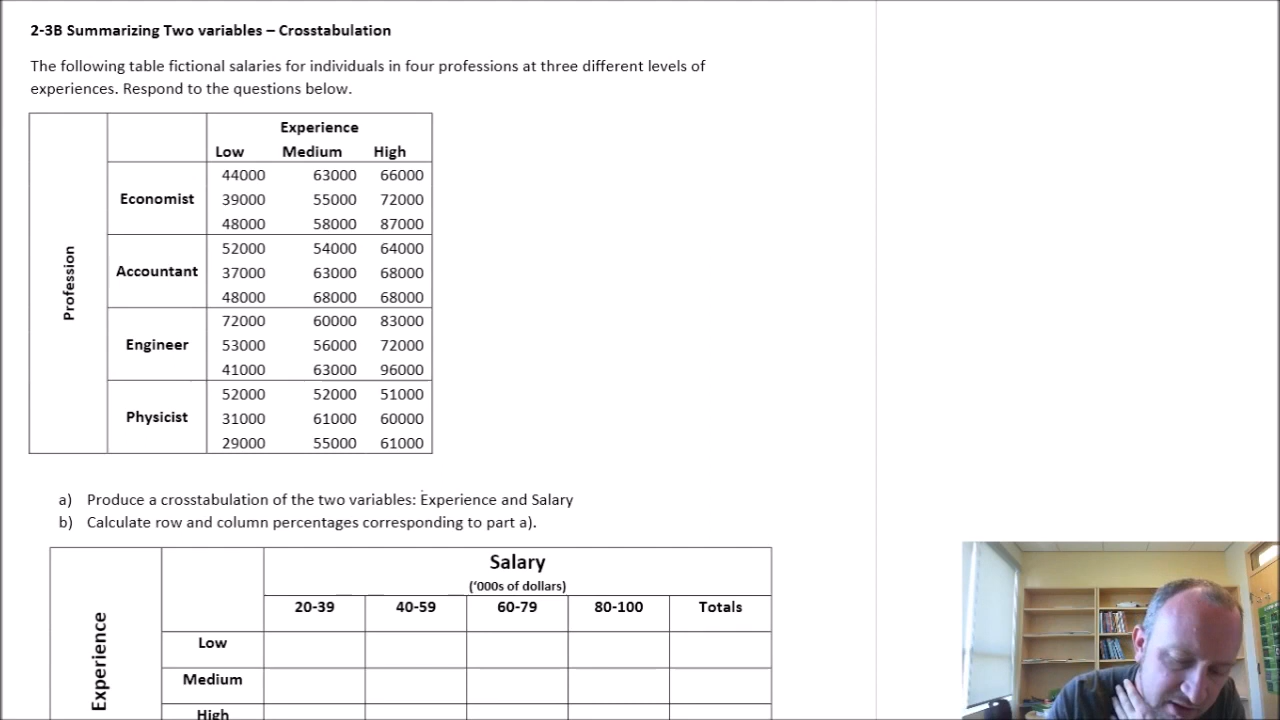 2-3B Summarizing Two variables – Crosstabulation
The following table fictional salaries for individuals in four professions at three different levels of
experiences. Respond to the questions below.
Experience
Low Medium High
Profession
Economist
44000 63000 66000
39000 55000 72000
48000 58000 87000
Accountant
52000 54000 64000
37000 63000 68000
48000 68000 68000
Engineer
72000 60000 83000
53000 56000 72000
41000 63000 96000
Physicist
52000 52000 51000
31000 61000 60000
29000 55000 61000
a) Produce a crosstabulation of the two variables: Experience and Salary
b) Calculate row and column percentages corresponding to part a).
Salary
('000s of dollars)
20-39 40-59 60-79 80-100 Totals
Experience
Low
Medium
High